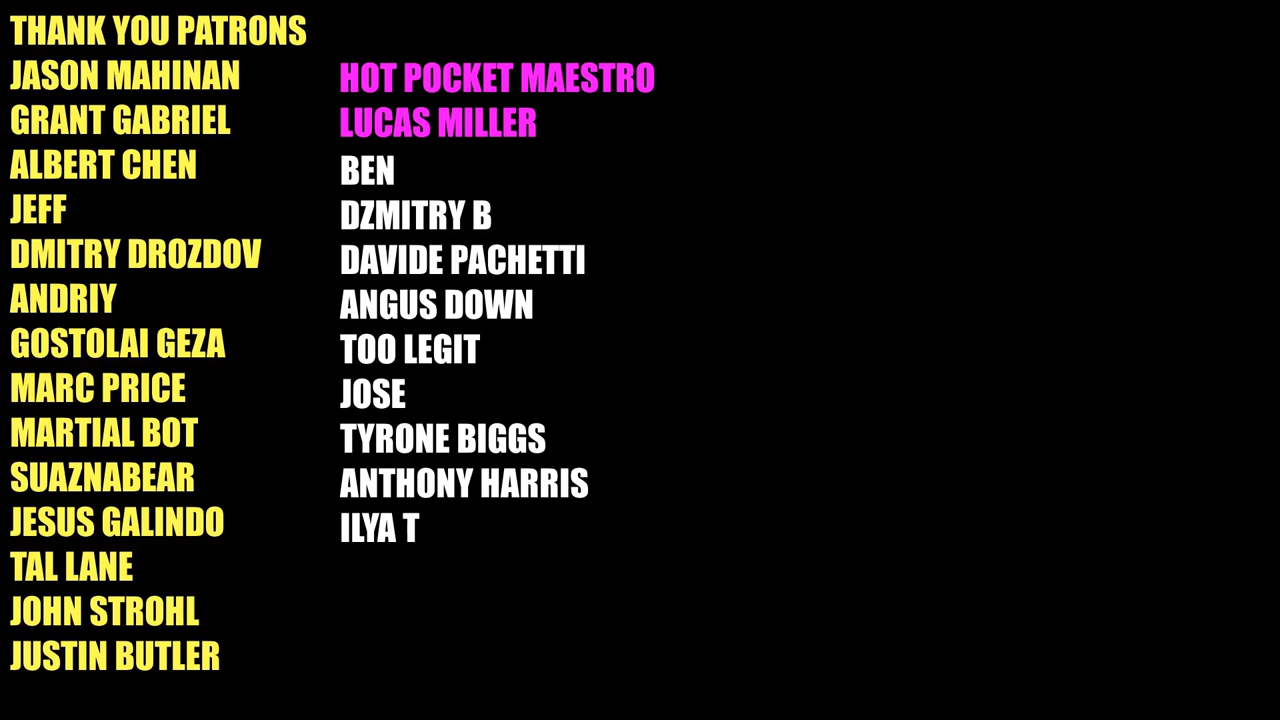 THANK YOU PATRONS
JASON MAHINAN
GRANT GABRIEL
ALBERT CHEN
JEFF
DMITRY DROZDOV
ANDRIY
GOSTOLAI GEZA
MARC PRICE
MARTIAL BOT
SUAZNABEAR
JESUS GALINDO
TAL LANE
JOHN STROHL
JUSTIN BUTLER
HOT POCKET MAESTRO
LUCAS MILLER
BEN
DZMITRY B
DAVIDE PACHETTI
ANGUS DOWN
TOO LEGIT
JOSE
TYRONE BIGGS
ANTHONY HARRIS
ILYA T